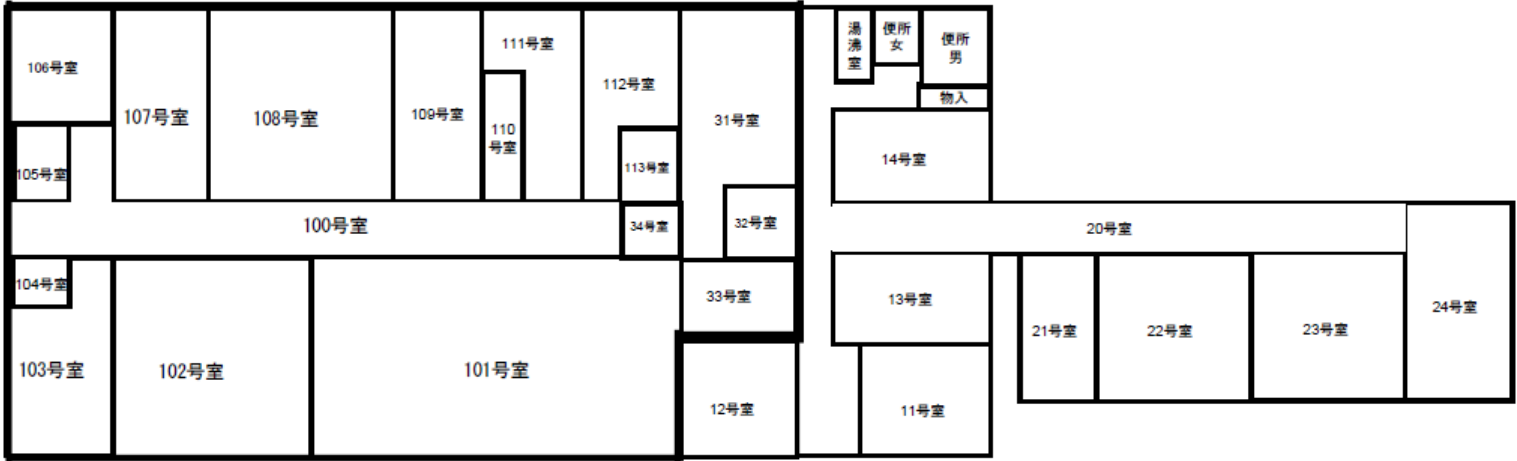 106号室
107号室
108号室
109号室
111号室
110
号室
112号室
113号室
105号室
31号室
湯
沸
室
便所
女
便所
男
物入
14号室
100号室
34号室
32号室
20号室
104号室
103号室
102号室
101号室
33号室
12号室
13号室
11号室
21号室
22号室
23号室
24号室